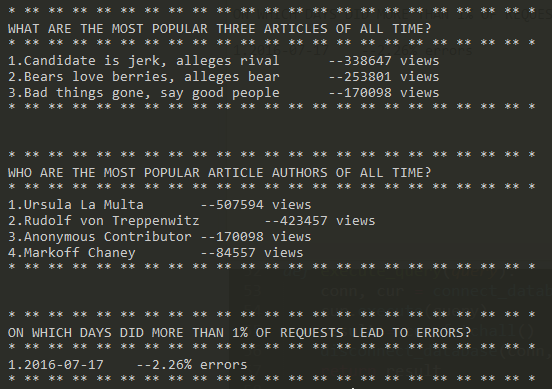 * ** ** ** ** ** ** ** ** ** ** ** ** ** ** ** ** ** ** ** ** ** *
WHAT ARE THE MOST POPULAR THREE ARTICLES OF ALL TIME?
* ** ** ** ** ** ** ** ** ** ** ** ** ** ** ** ** ** ** ** ** ** *
1.Candidate is jerk, alleges rival      --338647 views
2.Bears love berries, alleges bear      --253801 views
3.Bad things gone, say good people      --170098 views
* ** ** ** ** ** ** ** ** ** ** ** ** ** ** ** ** ** ** ** ** ** *
* ** ** ** ** ** ** ** ** ** ** ** ** ** ** ** ** ** ** ** ** ** *
WHO ARE THE MOST POPULAR ARTICLE AUTHORS OF ALL TIME?
* ** ** ** ** ** ** ** ** ** ** ** ** ** ** ** ** ** ** ** ** ** *
1.Ursula La Multa       --507594 views
2.Rudolf von Treppenwitz        --423457 views
3.Anonymous Contributor --170098 views
4.Markoff Chaney        --84557 views
* ** ** ** ** ** ** ** ** ** ** ** ** ** ** ** ** ** ** ** ** ** *
* ** ** ** ** ** ** ** ** ** ** ** ** ** ** ** ** ** ** ** ** ** *
ON WHICH DAYS DID MORE THAN 1% OF REQUESTS LEAD TO ERRORS?
* ** ** ** ** ** ** ** ** ** ** ** ** ** ** ** ** ** ** ** ** ** *
1.2016-07-17    --2.26% errors
* ** ** ** ** ** ** ** ** ** ** ** ** ** ** ** ** ** ** ** ** ** *